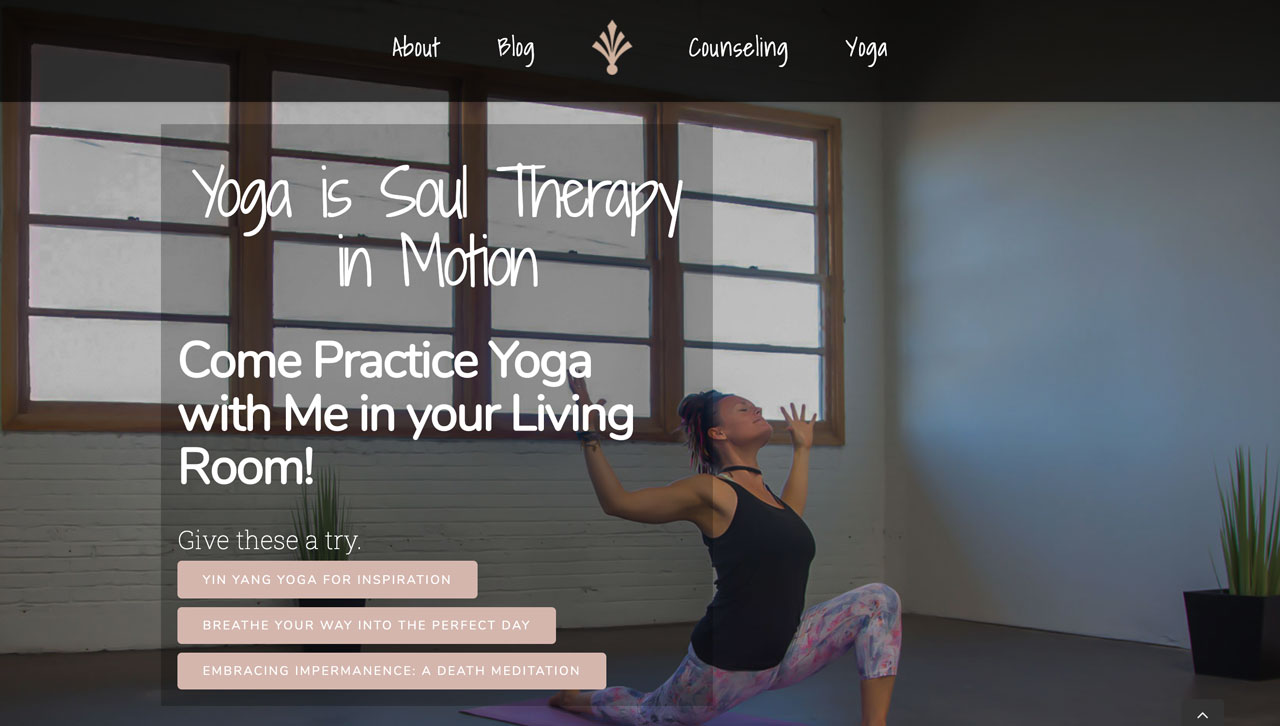 About Blog Counseling Yoga
Yoga is Soul Therapy
in Motion
Come Practice Yoga
with Me in your Living
Room!
Give these a try.
YIN YANG YOGA FOR INSPIRATION
BREATHE YOUR WAY INTO THE PERFECT DAY
EMBRACING IMPERMANENCE: A DEATH MEDITATION